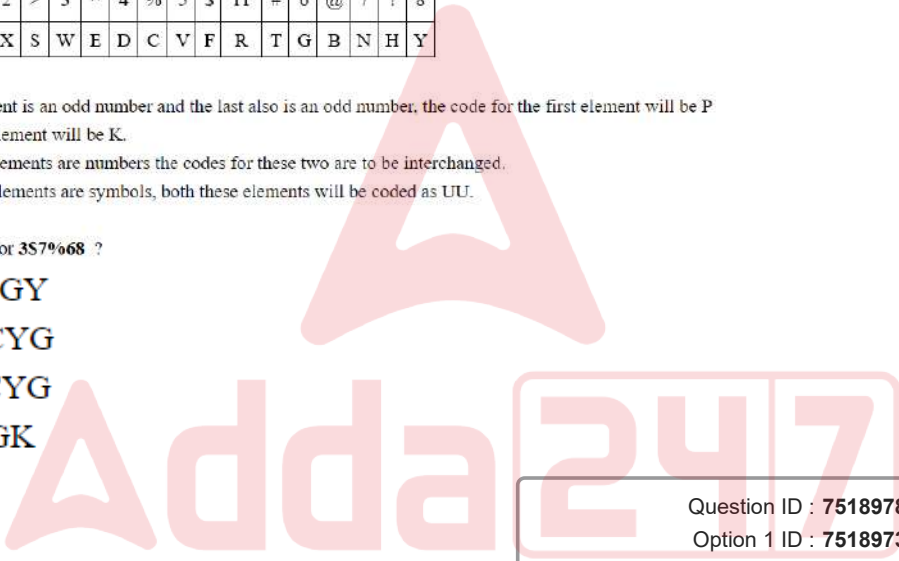 X S W E D C V F R T G B N H Y
ent is an odd number and the last also is an odd number, the code for the first element will be P
lement will be K.
ements are numbers the codes for these two are to be interchanged.
lements are symbols, both these elements will be coded as UU.
or 3S7%68 ?
GY
CYG
YG
GK
Adda247
Question ID : 7518978
Option 1 ID : 7518973